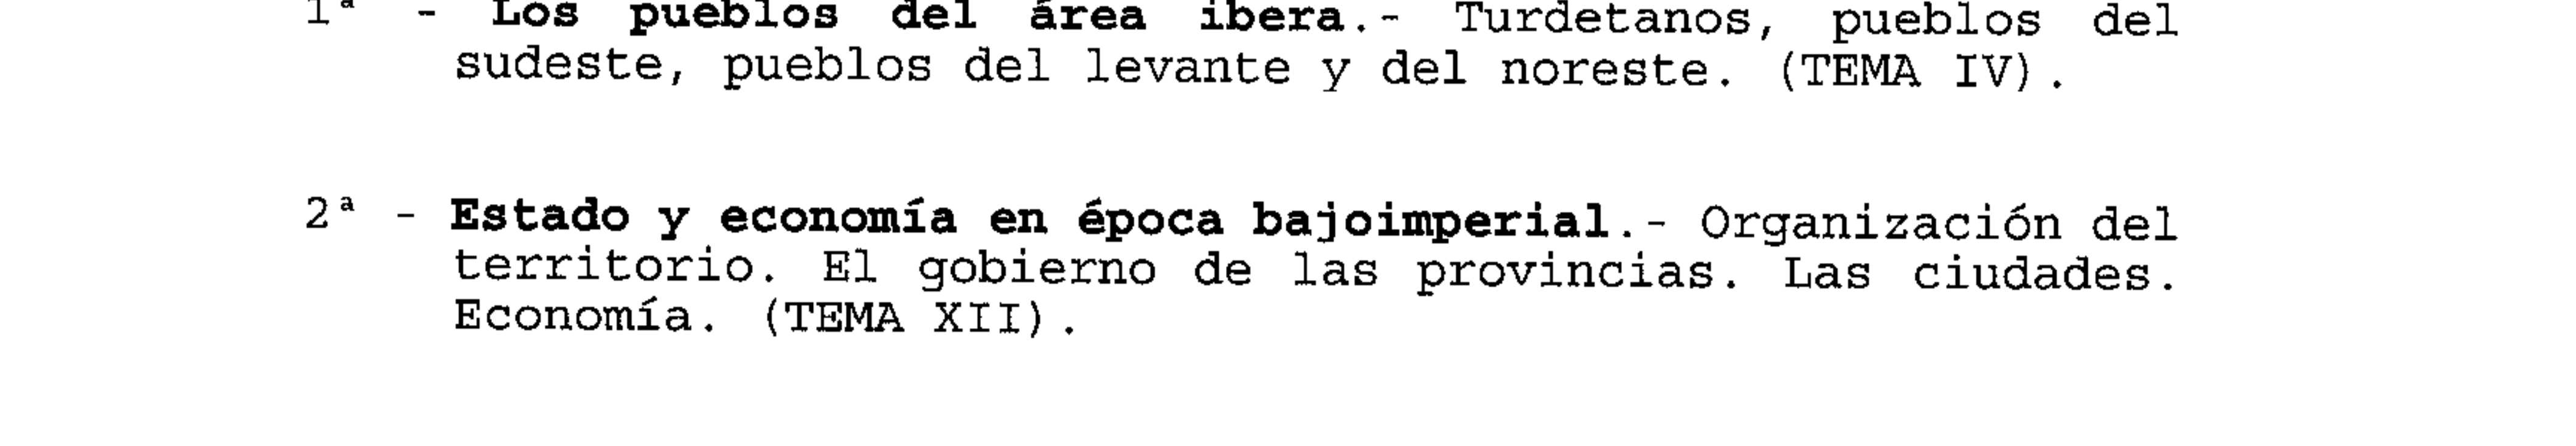 1ª - Los pueblos del área ibera.- Turdetanos, pueblos del
sudeste, pueblos del levante y del noreste. (TEMA IV).
2ª - Estado y economía en época bajoimperial.- Organización del
territorio. El gobierno de las provincias. Las ciudades.
Economía. (TEMA XII).